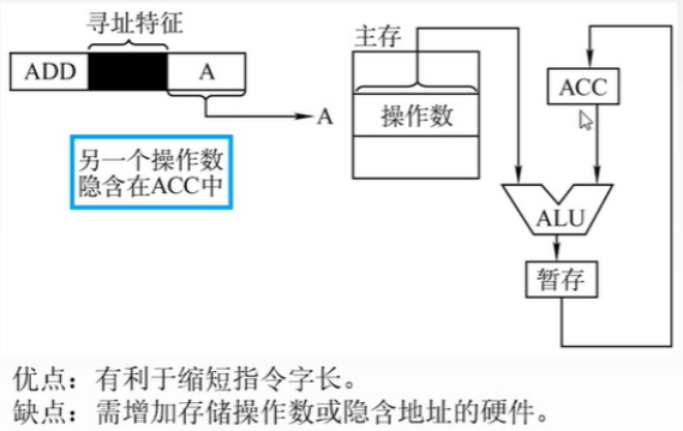 寻址特征
ADD
A
A
主存
操作数
ACC
ALU
暂存
另一个操作数
隐含在ACC中
优点：有利于缩短指令字长。
缺点：需增加存储操作数或隐含地址的硬件。